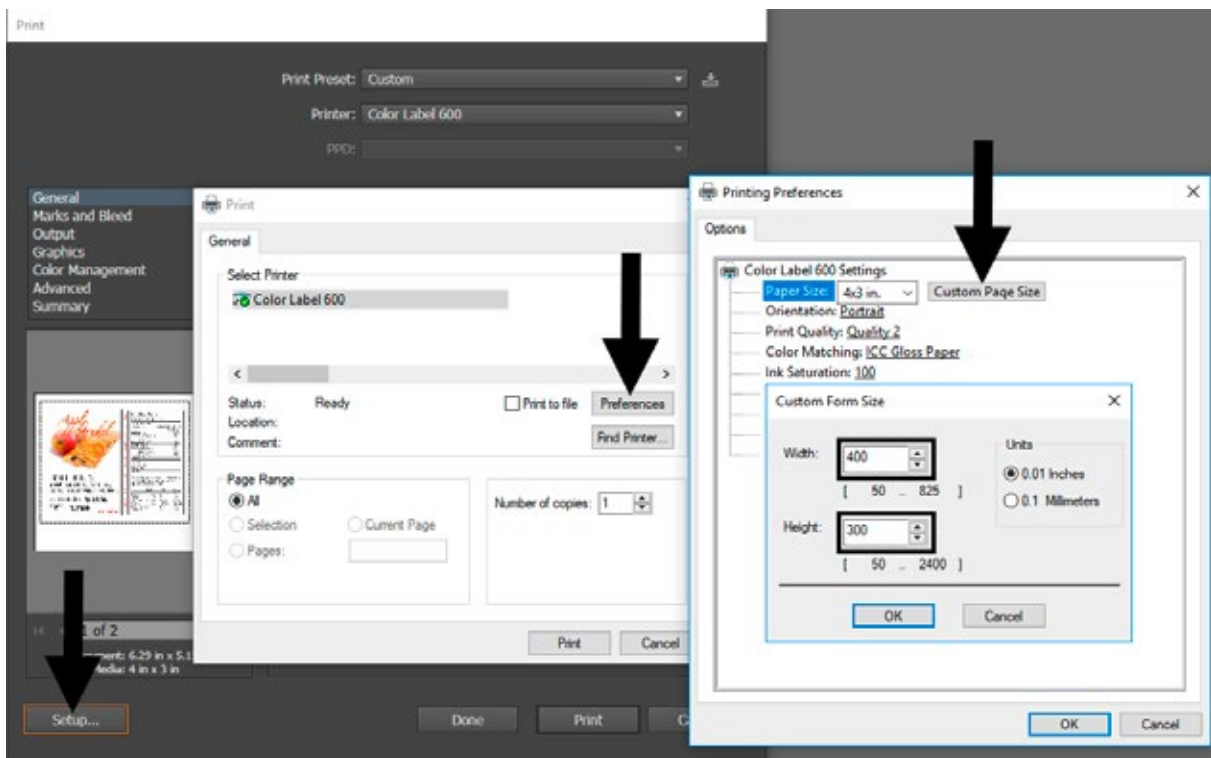 Print
Print Preset: Custom
Printer: Color Label 600
PPD:
General
Marks and Bleed
Output
Graphics
Color Management
Advanced
Summary
1 of 2
Media: 4 in x 3 in
Setup...
Done
Print
Print
General
Select Printer
Color Label 600
Status: Ready
Location:
Comment:
Print to file
Preferences
Find Printer...
Page Range
All
Selection
Current Page
Pages:
Number of copies: 1
Print
Cancel
Printing Preferences
Options
Color Label 600 Settings
Paper Size: 4x3 in.
Custom Page Size
Orientation: Portrait
Print Quality: Quality 2
Color Matching: ICC Gloss Paper
Ink Saturation: 100
Custom Form Size
Width: 400
[ 50 .. 825 ]
Height: 300
[ 50 .. 2400 ]
Units
0.01 Inches
0.1 Millimeters
OK
Cancel
OK
Cancel